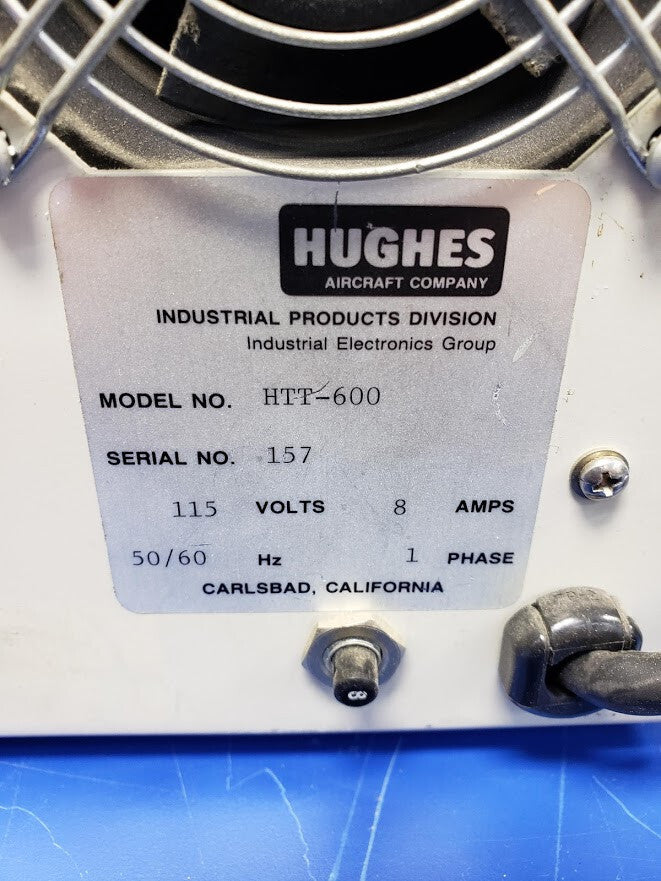 HUGHES
AIRCRAFT COMPANY
INDUSTRIAL PRODUCTS DIVISION
Industrial Electronics Group
MODEL NO. HTT-600
SERIAL NO. 157
115 VOLTS 8 AMPS
50/60 Hz 1 PHASE
CARLSBAD, CALIFORNIA
8